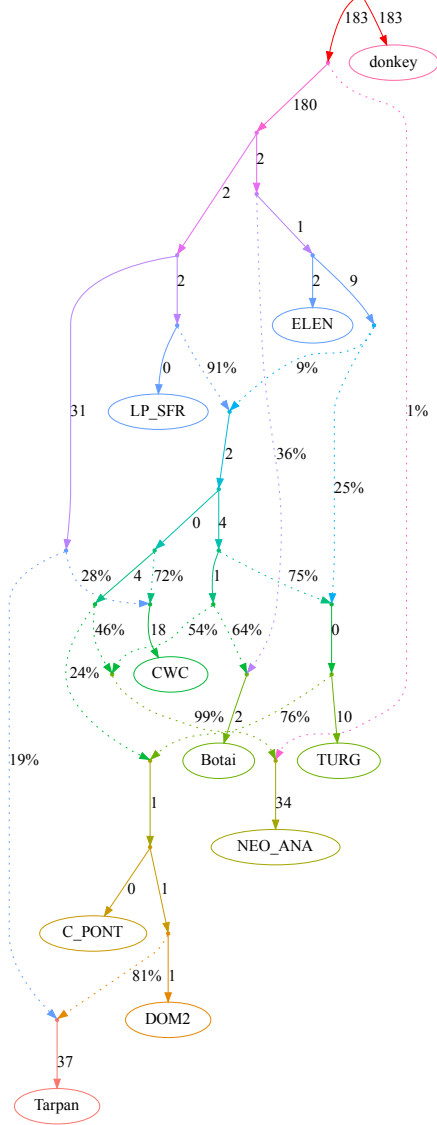 183 183
donkey
180
2
2
1
2
2 9
ELEN
0 91% 9%
LP_SFR
31 1%
2 36%
25%
0 4
28% 4 72% 1 75%
46% 54% 64% 0
18
24% CWC
99% 2 76% 10
19% Botai TURG
1 34
NEO_ANA
0 1
C_PONT
81% 1
DOM2
37
Tarpan